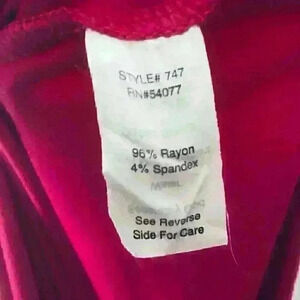 STYLE# 747
RN#54077
96% Rayon
4% Spandex
See Reverse
Side For Care